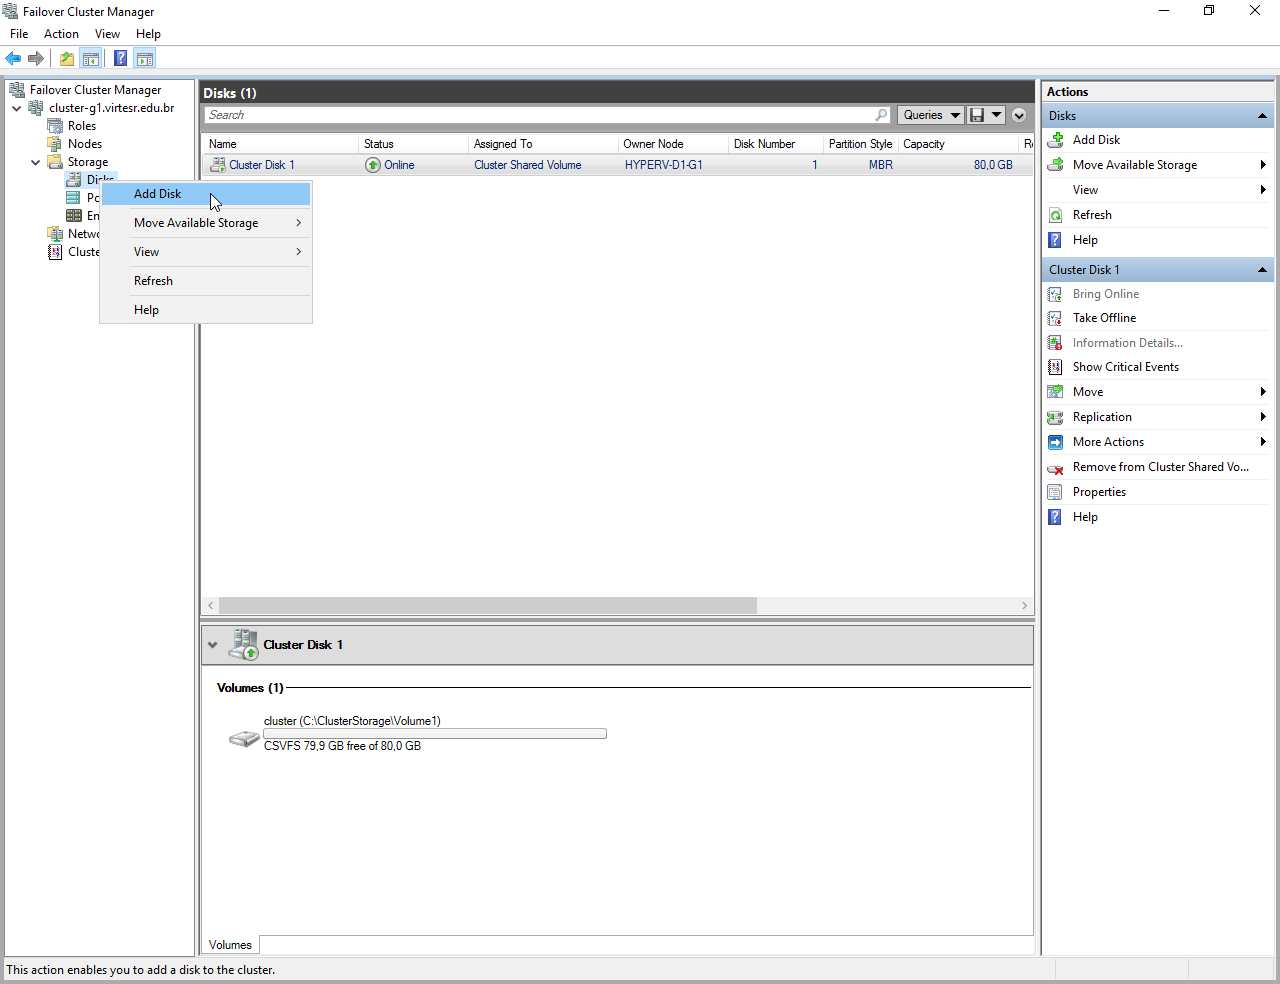 Failover Cluster Manager
File Action View Help
Failover Cluster Manager
cluster-g1.virtesr.edu.br
Roles
Nodes
Storage
Disks
Po
En
Netwo
Cluste
Add Disk
Move Available Storage
View
Refresh
Help
Disks (1)
Search
Queries
Name Status Assigned To Owner Node Disk Number Partition Style Capacity Re
Cluster Disk 1 Online Cluster Shared Volume HYPERV-D1-G1 1 MBR 80,0 GB
Cluster Disk 1
Volumes (1)
cluster (C:\ClusterStorage\Volume1)
CSVFS 79,9 GB free of 80,0 GB
Volumes
Actions
Disks
Add Disk
Move Available Storage
View
Refresh
Help
Cluster Disk 1
Bring Online
Take Offline
Information Details...
Show Critical Events
Move
Replication
More Actions
Remove from Cluster Shared Vo...
Properties
Help
This action enables you to add a disk to the cluster.